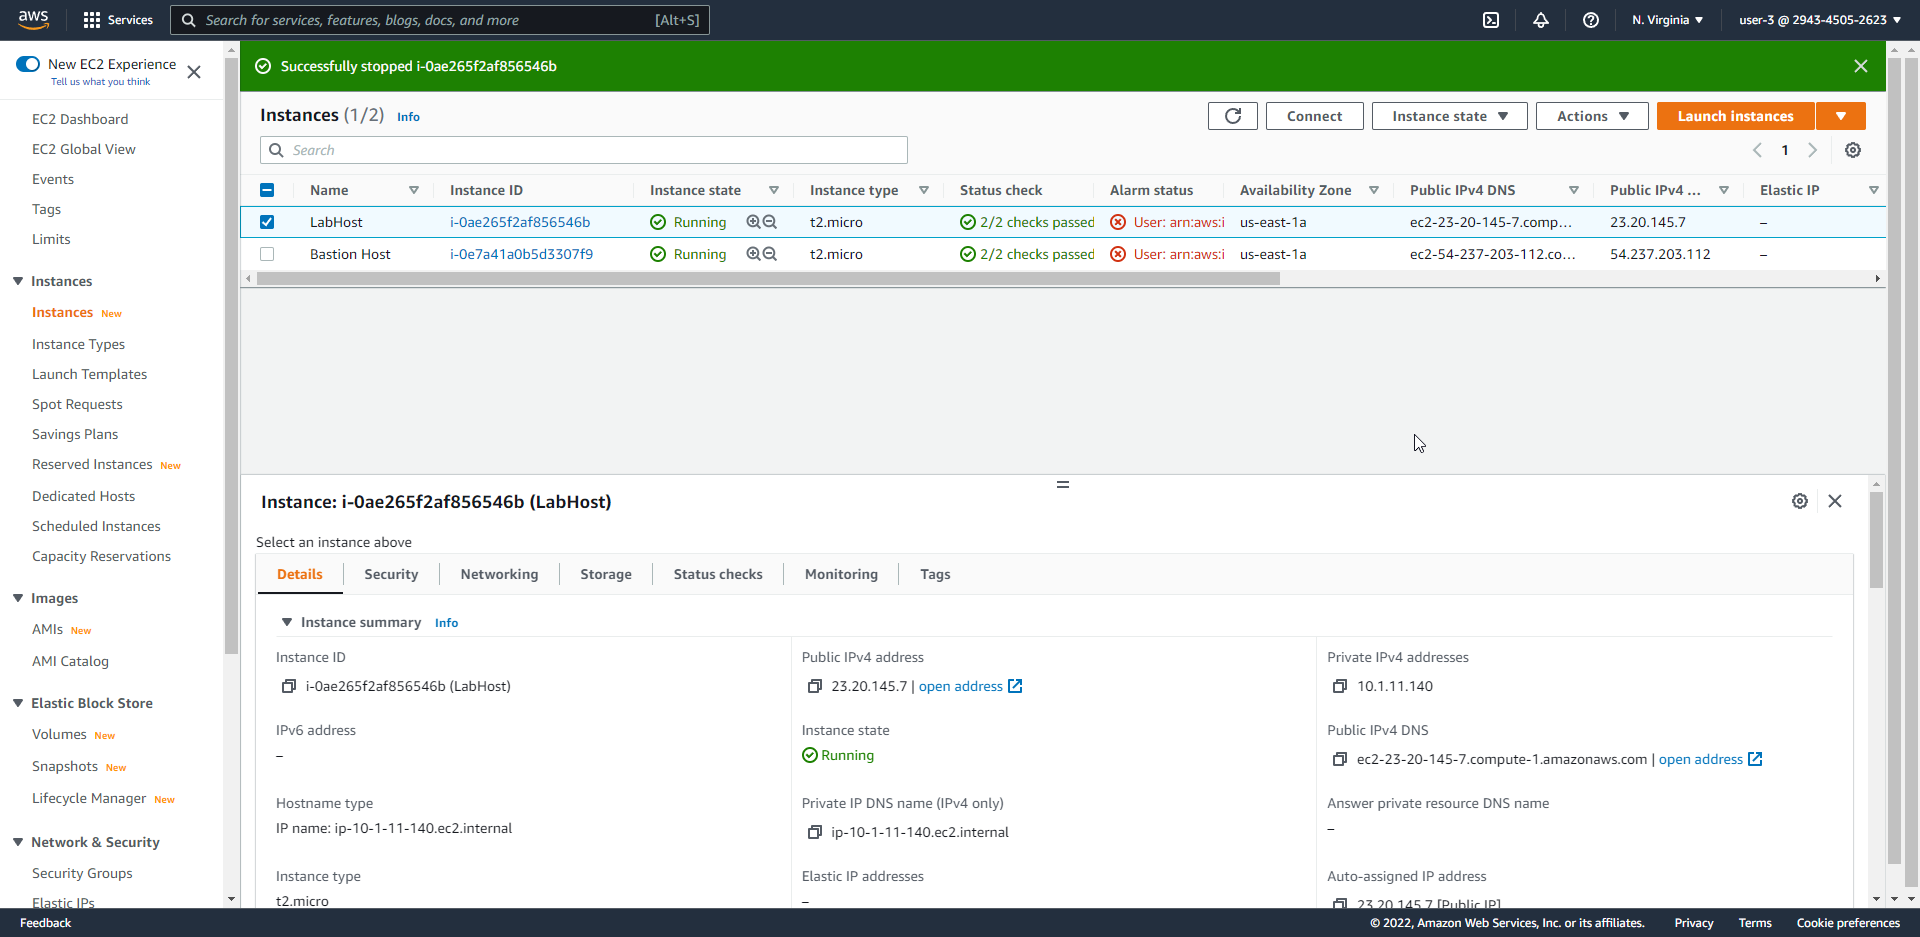 aws Services Search for services, features, blogs, docs, and more [Alt+S] N. Virginia user-3 @ 2943-4505-2623
New EC2 Experience
Tell us what you think
EC2 Dashboard
EC2 Global View
Events
Tags
Limits
Instances
Instances New
Instance Types
Launch Templates
Spot Requests
Savings Plans
Reserved Instances New
Dedicated Hosts
Scheduled Instances
Capacity Reservations
Images
AMIs New
AMI Catalog
Elastic Block Store
Volumes New
Snapshots New
Lifecycle Manager New
Network & Security
Security Groups
Elastic IPs
Successfully stopped i-0ae265f2af856546b
Instances (1/2) Info Connect Instance state Actions Launch instances
Search 1
Name Instance ID Instance state Instance type Status check Alarm status Availability Zone Public IPv4 DNS Public IPv4 ... Elastic IP
LabHost i-0ae265f2af856546b Running t2.micro 2/2 checks passed User: arn:aws:i us-east-1a ec2-23-20-145-7.comp... 23.20.145.7 –
Bastion Host i-0e7a41a0b5d3307f9 Running t2.micro 2/2 checks passed User: arn:aws:i us-east-1a ec2-54-237-203-112.co... 54.237.203.112 –
Instance: i-0ae265f2af856546b (LabHost)
Select an instance above
Details Security Networking Storage Status checks Monitoring Tags
Instance summary Info
Instance ID Public IPv4 address Private IPv4 addresses
i-0ae265f2af856546b (LabHost) 23.20.145.7 | open address 10.1.11.140
IPv6 address Instance state Public IPv4 DNS
– Running ec2-23-20-145-7.compute-1.amazonaws.com | open address
Hostname type Private IP DNS name (IPv4 only) Answer private resource DNS name
IP name: ip-10-1-11-140.ec2.internal ip-10-1-11-140.ec2.internal –
Instance type Elastic IP addresses Auto-assigned IP address
t2.micro – 23.20.145.7 [Public IP]
Feedback © 2022, Amazon Web Services, Inc. or its affiliates. Privacy Terms Cookie preferences